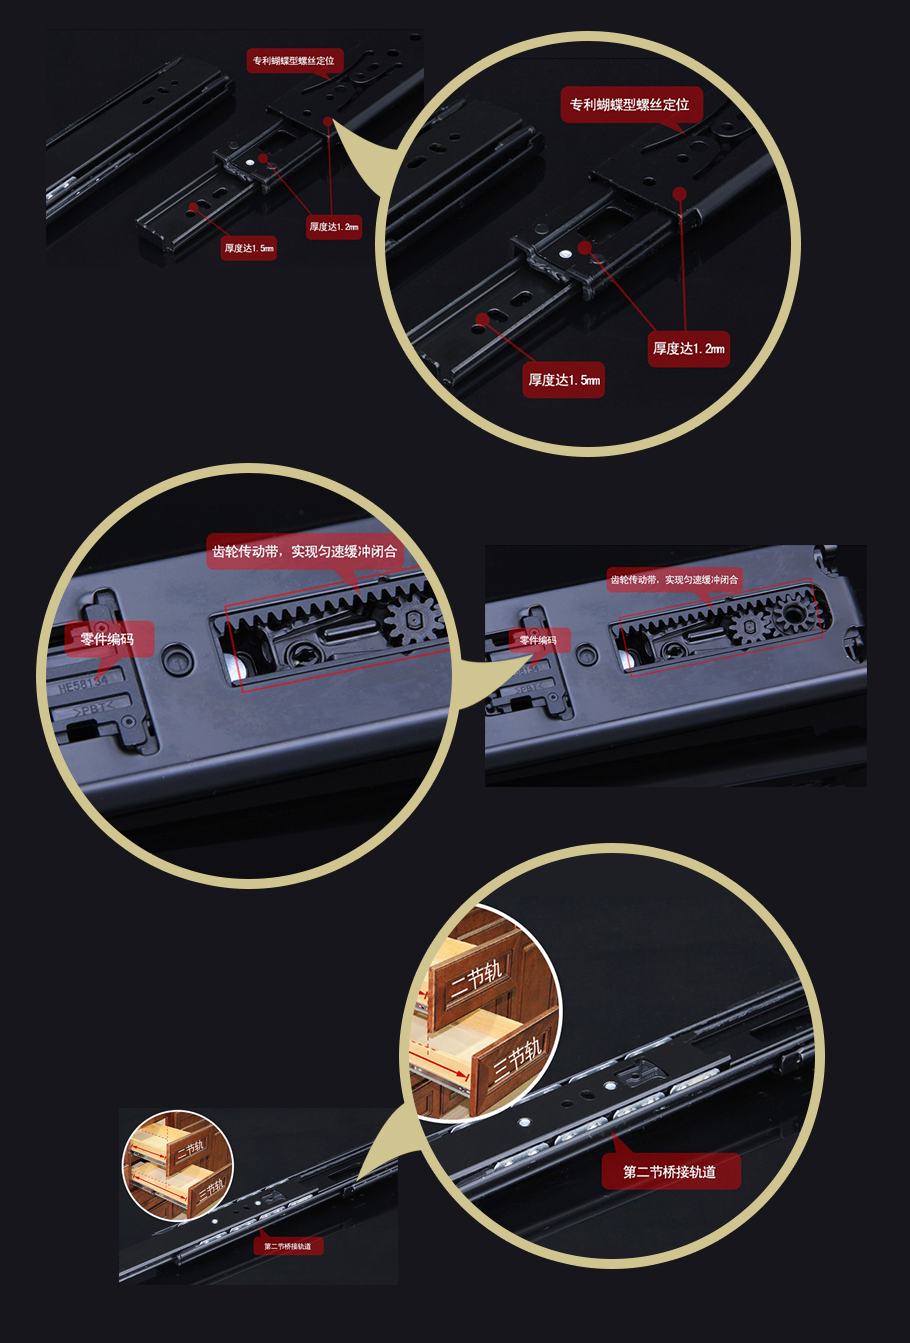 专利蝴蝶型螺丝定位
厚度达1.2mm
厚度达1.5mm
专利蝴蝶型螺丝定位
厚度达1.2mm
厚度达1.5mm
齿轮传动带，实现匀速缓冲闭合
零件编码
HE58134
>PBT<
齿轮传动带，实现匀速缓冲闭合
零件编码
二节轨
三节轨
第二节桥接轨道
二节轨
三节轨
第二节桥接轨道